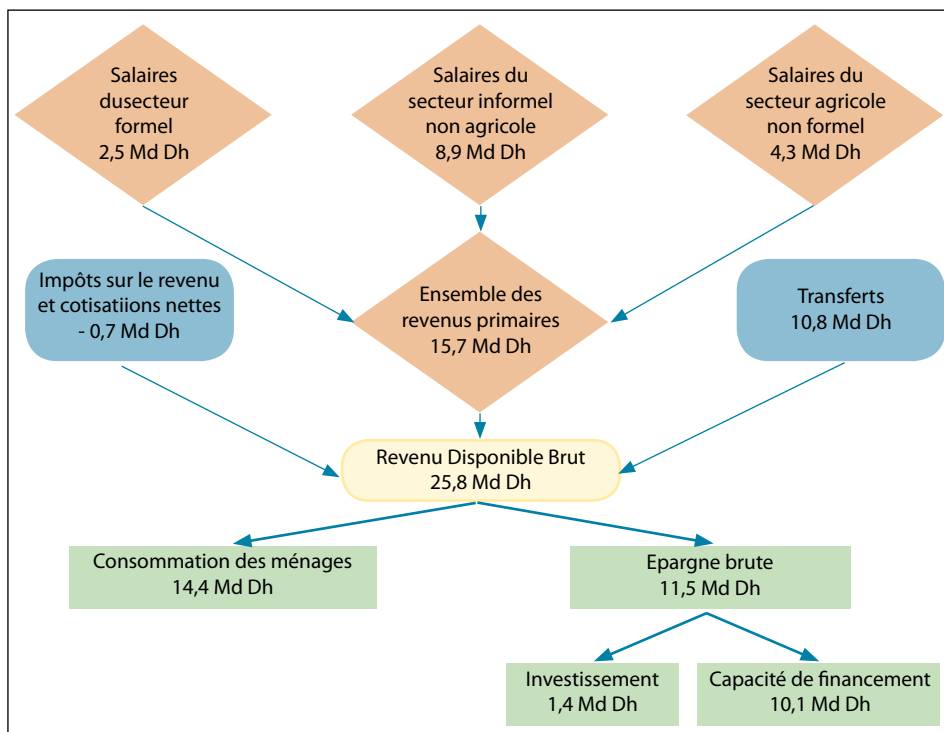 Salaires
dusecteur
formel
2,5 Md Dh
Salaires du
secteur informel
non agricole
8,9 Md Dh
Salaires du
secteur agricole
non formel
4,3 Md Dh
Impôts sur le revenu
et cotisatiions nettes
- 0,7 Md Dh
Ensemble des
revenus primaires
15,7 Md Dh
Transferts
10,8 Md Dh
Revenu Disponible Brut
25,8 Md Dh
Consommation des ménages
14,4 Md Dh
Epargne brute
11,5 Md Dh
Investissement
1,4 Md Dh
Capacité de financement
10,1 Md Dh